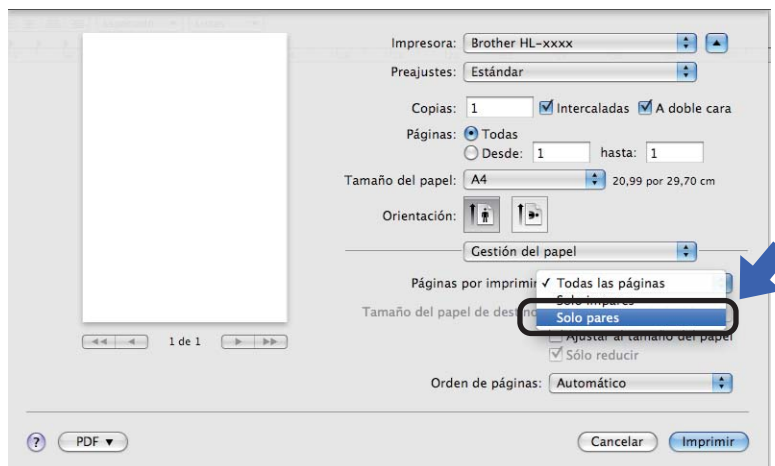 Impresora: Brother HL-xxxx
Preajustes: Estándar
Copias: 1 Intercaladas A doble cara
Páginas: Todas
Desde: 1 hasta: 1
Tamaño del papel: A4 20,99 por 29,70 cm
Orientación:
Gestión del papel
Páginas por imprimir ✓ Todas las páginas
Solo impares
Tamaño del papel de destino Solo pares
Ajustar al tamaño del papel
Sólo reducir
1 de 1
Orden de páginas: Automático
? PDF ▼ Cancelar Imprimir